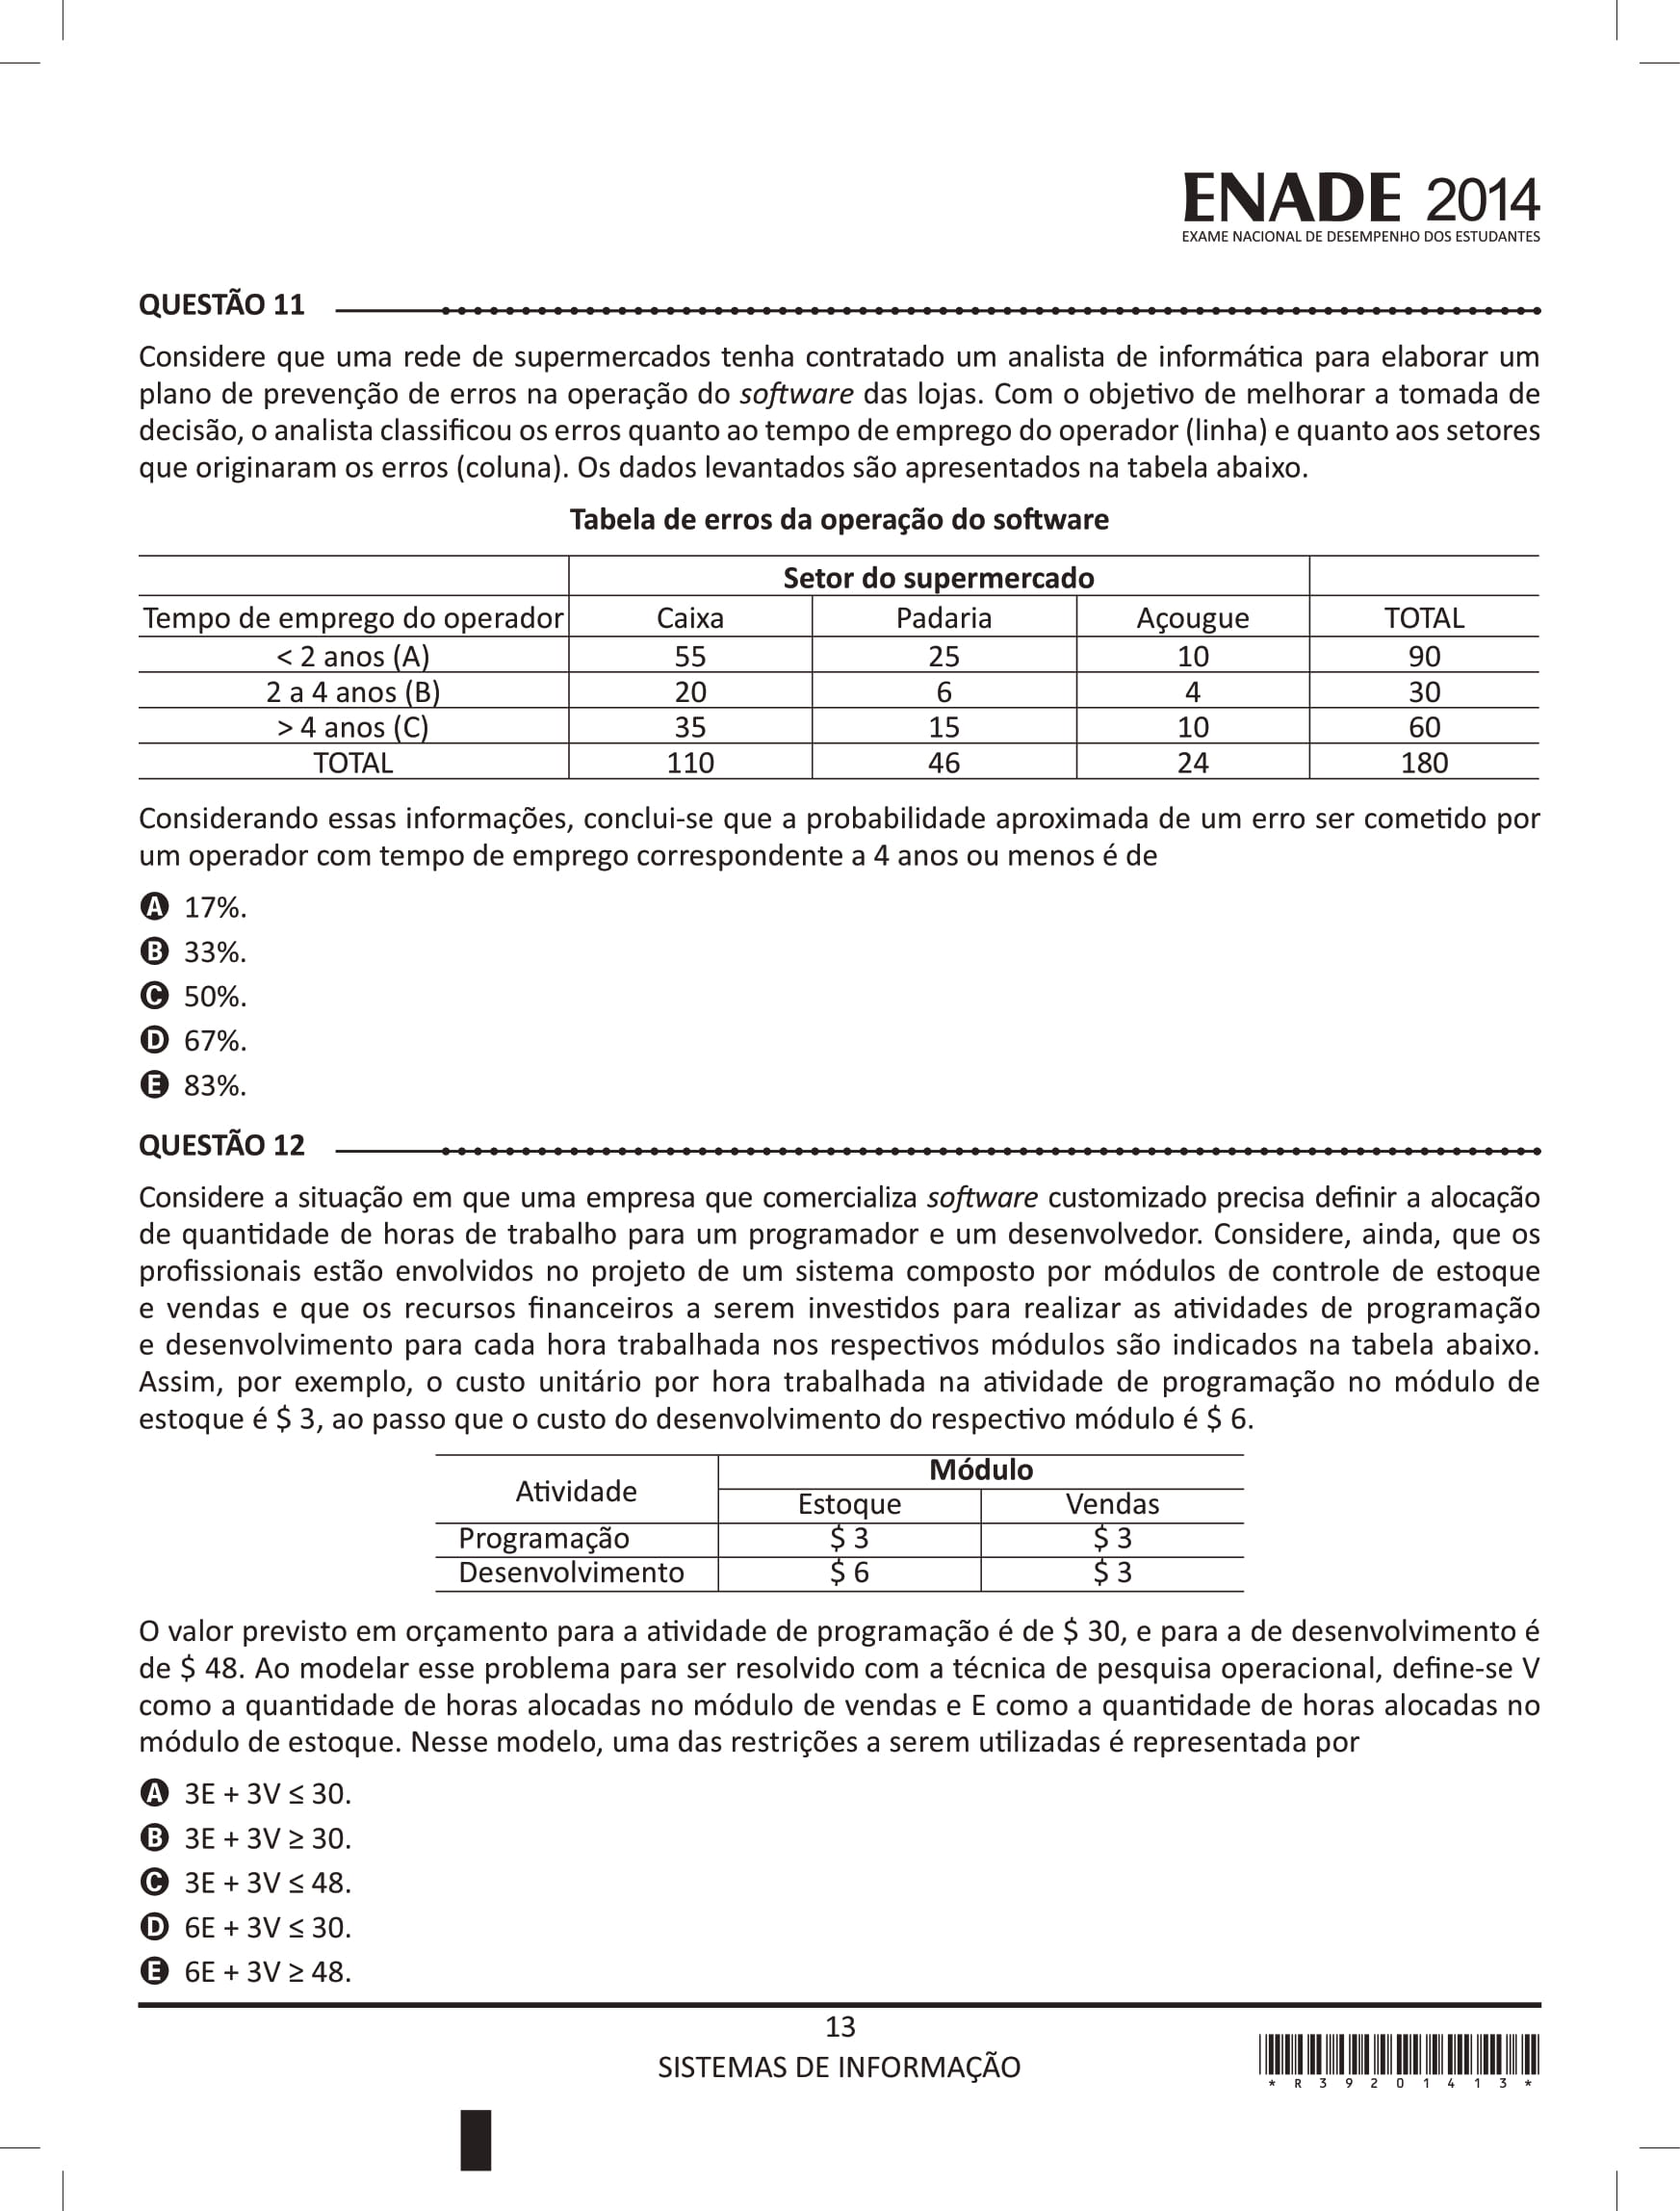 ENADE 2014
EXAME NACIONAL DE DESEMPENHO DOS ESTUDANTES
QUESTÃO 11
Considere que uma rede de supermercados tenha contratado um analista de informática para elaborar um
plano de prevenção de erros na operação do software das lojas. Com o objetivo de melhorar a tomada de
decisão, o analista classificou os erros quanto ao tempo de emprego do operador (linha) e quanto aos setores
que originaram os erros (coluna). Os dados levantados são apresentados na tabela abaixo.
Tabela de erros da operação do software
Setor do supermercado
Tempo de emprego do operador Caixa Padaria Açougue TOTAL
< 2 anos (A) 55 25 10 90
2 a 4 anos (B) 20 6 4 30
> 4 anos (C) 35 15 10 60
TOTAL 110 46 24 180
Considerando essas informações, conclui-se que a probabilidade aproximada de um erro ser cometido por
um operador com tempo de emprego correspondente a 4 anos ou menos é de
A 17%.
B 33%.
C 50%.
D 67%.
E 83%.
QUESTÃO 12
Considere a situação em que uma empresa que comercializa software customizado precisa definir a alocação
de quantidade de horas de trabalho para um programador e um desenvolvedor. Considere, ainda, que os
profissionais estão envolvidos no projeto de um sistema composto por módulos de controle de estoque
e vendas e que os recursos financeiros a serem investidos para realizar as atividades de programação
e desenvolvimento para cada hora trabalhada nos respectivos módulos são indicados na tabela abaixo.
Assim, por exemplo, o custo unitário por hora trabalhada na atividade de programação no módulo de
estoque é $ 3, ao passo que o custo do desenvolvimento do respectivo módulo é $ 6.
Atividade Módulo
Estoque Vendas
Programação $ 3 $ 3
Desenvolvimento $ 6 $ 3
O valor previsto em orçamento para a atividade de programação é de $ 30, e para a de desenvolvimento é
de $ 48. Ao modelar esse problema para ser resolvido com a técnica de pesquisa operacional, define-se V
como a quantidade de horas alocadas no módulo de vendas e E como a quantidade de horas alocadas no
módulo de estoque. Nesse modelo, uma das restrições a serem utilizadas é representada por
A 3E + 3V ≤ 30.
B 3E + 3V ≥ 30.
C 3E + 3V ≤ 48.
D 6E + 3V ≤ 30.
E 6E + 3V ≥ 48.
13
SISTEMAS DE INFORMAÇÃO
* R 3 9 2 0 1 4 1 3 *